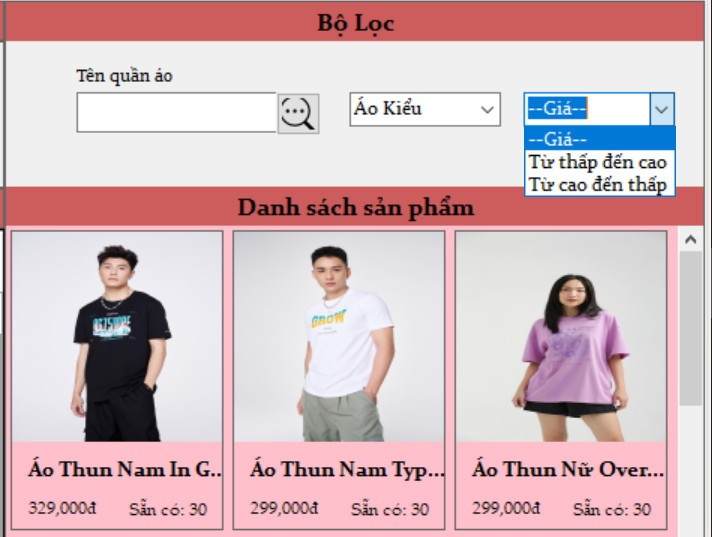 Bộ Lọc
Tên quần áo
Áo Kiểu
--Giá--
--Giá--
Từ thấp đến cao
Từ cao đến thấp
Danh sách sản phẩm
GROW
Áo Thun Nam In G...
Áo Thun Nam Typ...
Áo Thun Nữ Over...
329,000đ
Sẵn có: 30
299,000đ
Sẵn có: 30
299,000đ
Sẵn có: 30